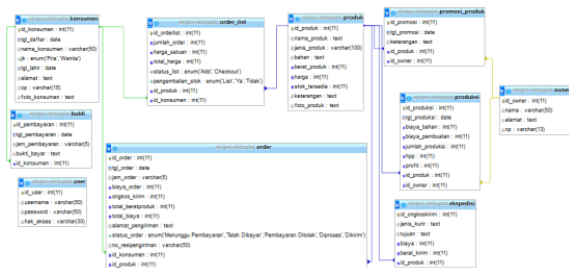 konsumen
id_konsumen : int(11)
tgl_daftar : date
nama_konsumen : varchar(50)
jk : enum('Pria','Wanita')
tgl_lahir : date
alamat : text
op : varchar(15)
foto_konsumen : text
order_list
id_orderlist : int(11)
jumlah_order : int(11)
harga_satuan : int(11)
total_harga : int(11)
status_list : enum('Add','Checkout')
pengambilan_stok : enum('List','Ya','Tidak')
id_produk : int(11)
id_konsumen : int(11)
produk
id_produk : int(11)
nama_produk : text
jenis_produk : varchar(100)
bahan : text
berat_produk : int(11)
harga : int(11)
stok_tersedia : int(11)
keterangan : text
foto_produk : text
promosi_produk
id_promosi : int(11)
tgl_promosi : date
keterangan : text
id_produk : int(11)
id_owner : int(11)
owner
id_owner : int(11)
nama : varchar(50)
alamat : text
op : varchar(13)
bukti
id_pembayaran : int(11)
tgl_pembayaran : date
jam_pembayaran : varchar(5)
bukti_bayar : text
id_konsumen : int(11)
produksi
id_produksi : int(11)
tgl_produksi : date
biaya_bahan : int(11)
biaya_pembuatan : int(11)
jumlah_produksi : int(11)
hpp : int(11)
profit : int(11)
id_produk : int(11)
id_owner : int(11)
order
id_order : int(11)
tgl_order : date
jam_order : varchar(5)
biaya_order : int(11)
ongkos_kirim : int(11)
total_beratproduk : int(11)
total_biaya : int(11)
alamat_pengiriman : text
status_order : enum('Menunggu Pembayaran','Telah Dibayar','Pembayaran Ditolak','Diproses','Dikirim')
no_resipengiriman : varchar(50)
id_konsumen : int(11)
id_produk : int(11)
user
id_user : int(11)
username : varchar(50)
password : varchar(50)
hak_akses : varchar(30)
ekspedisi
id_ongkoskirim : int(11)
jenis_kurir : text
tujuan : text
biaya : int(11)
berat_kirim : int(11)
id_produk : int(11)